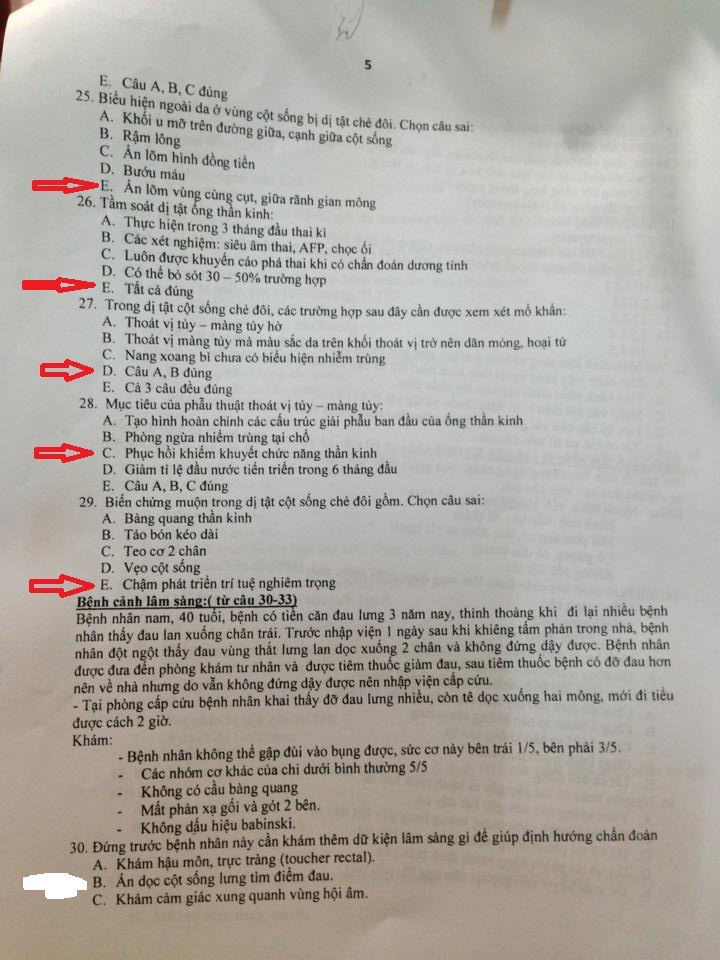 5
E. Câu A, B, C đúng
25. Biểu hiện ngoài da ở vùng cột sống bị dị tật chẻ đôi. Chọn câu sai:
A. Khối u mỡ trên đường giữa, cạnh giữa cột sống
B. Rậm lông
C. Ấn lõm hình đồng tiền
D. Bướu máu
E. Ấn lõm vùng cùng cụt, giữa rãnh gian mông
26. Tầm soát dị tật ống thần kinh:
A. Thực hiện trong 3 tháng đầu thai kì
B. Các xét nghiệm: siêu âm thai, AFP, chọc ối
C. Luôn được khuyến cáo phá thai khi có chẩn đoán dương tính
D. Có thể bỏ sót 30 – 50% trường hợp
E. Tất cả đúng
27. Trong dị tật cột sống chẻ đôi, các trường hợp sau đây cần được xem xét mổ khẩn:
A. Thoát vị tủy – màng tủy hở
B. Thoát vị màng tủy mà màu sắc da trên khối thoát vị trở nên dãn mỏng, hoại tử
C. Nang xoang bì chưa có biểu hiện nhiễm trùng
D. Câu A, B đúng
E. Cả 3 câu đều đúng
28. Mục tiêu của phẫu thuật thoát vị tủy – màng tủy:
A. Tạo hình hoàn chỉnh các cấu trúc giải phẫu ban đầu của ống thần kinh
B. Phòng ngừa nhiễm trùng tại chỗ
C. Phục hồi khiếm khuyết chức năng thần kinh
D. Giảm tỉ lệ đầu nước tiến triển trong 6 tháng đầu
E. Câu A, B, C đúng
29. Biến chứng muộn trong dị tật cột sống chẻ đôi gồm. Chọn câu sai:
A. Bàng quang thần kinh
B. Táo bón kéo dài
C. Teo cơ 2 chân
D. Vẹo cột sống
E. Chậm phát triển trí tuệ nghiêm trọng
Bệnh cảnh lâm sàng:( từ câu 30-33)
Bệnh nhân nam, 40 tuổi, bệnh có tiền căn đau lưng 3 năm nay, thỉnh thoảng khi đi lại nhiều bệnh
nhân thấy đau lan xuống chân trái. Trước nhập viện 1 ngày sau khi khiêng tấm phản trong nhà, bệnh
nhân đột ngột thấy đau vùng thắt lưng lan dọc xuống 2 chân và không đứng dậy được. Bệnh nhân
được đưa đến phòng khám tư nhân và được tiêm thuốc giảm đau, sau tiêm thuốc bệnh có đỡ đau hơn
nên về nhà nhưng do vẫn không đứng dậy được nên nhập viện cấp cứu.
- Tại phòng cấp cứu bệnh nhân khai thấy đỡ đau lưng nhiều, còn tê dọc xuống hai mông, mới đi tiểu
được cách 2 giờ.
Khám:
- Bệnh nhân không thể gập đùi vào bụng được, sức cơ này bên trái 1/5, bên phải 3/5.
- Các nhóm cơ khác của chi dưới bình thường 5/5
- Không có cầu bàng quang
- Mất phản xạ gối và gót 2 bên.
- Không dấu hiệu babinski.
30. Đứng trước bệnh nhân này cần khám thêm dữ kiện lâm sàng gì để giúp định hướng chẩn đoán
A. Khám hậu môn, trực tràng (toucher rectal).
B. Ấn dọc cột sống lưng tìm điểm đau.
C. Khám cảm giác xung quanh vùng hội âm.